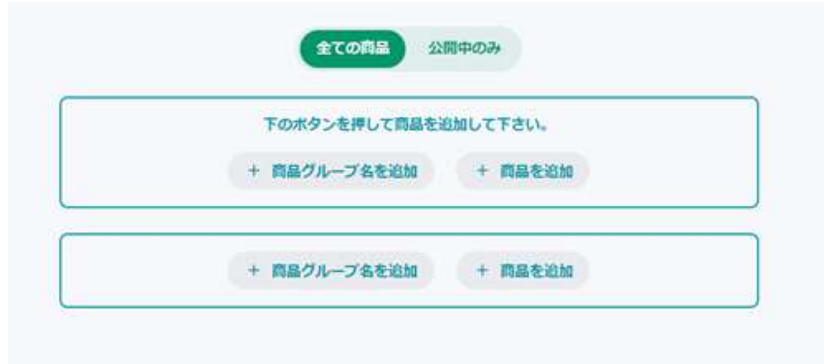 全ての商品 公開中のみ
下のボタンを押して商品を追加して下さい。
+ 商品グループ名を追加 + 商品を追加
+ 商品グループ名を追加 + 商品を追加